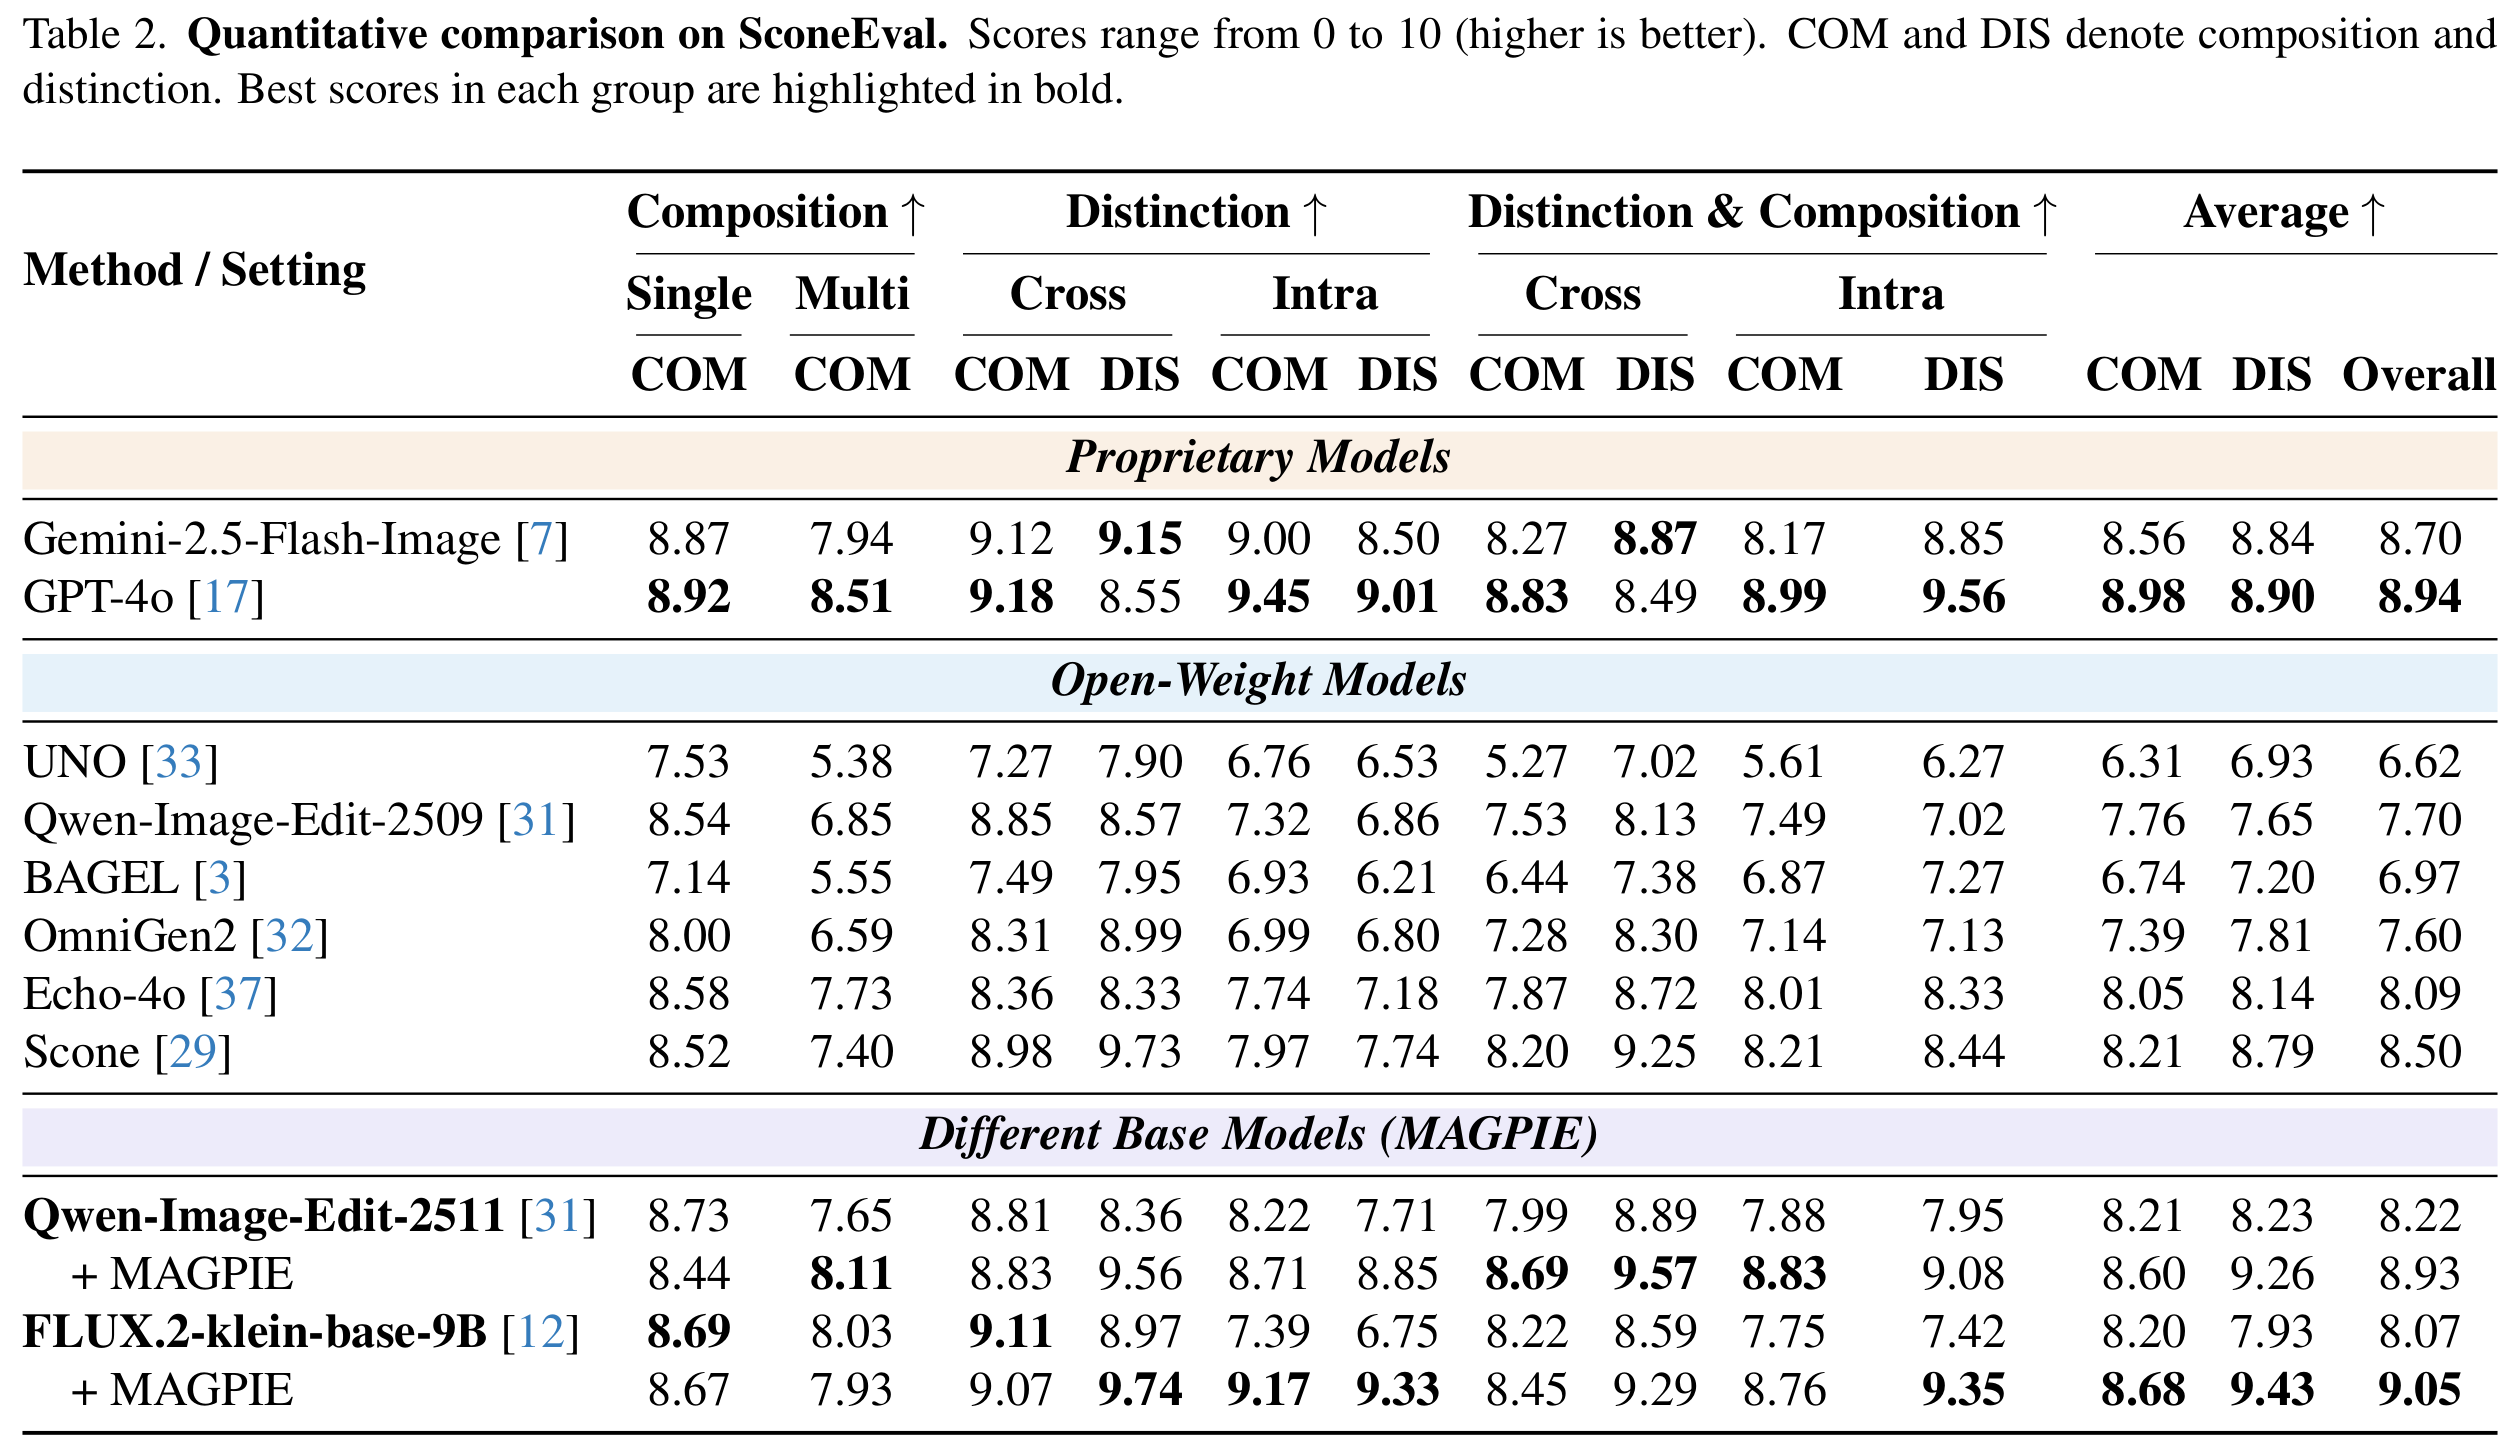 Table 2. Quantitative comparison on SconeEval. Scores range from 0 to 10 (higher is better). COM and DIS denote composition and
distinction. Best scores in each group are highlighted in bold.
Method / Setting Composition ↑ Distinction ↑ Distinction & Composition ↑ Average ↑
Single Multi Cross Intra Cross Intra
COM COM COM DIS COM DIS COM DIS COM DIS COM DIS Overall
Proprietary Models
Gemini-2.5-Flash-Image [7] 8.87 7.94 9.12 9.15 9.00 8.50 8.27 8.87 8.17 8.85 8.56 8.84 8.70
GPT-4o [17] 8.92 8.51 9.18 8.55 9.45 9.01 8.83 8.49 8.99 9.56 8.98 8.90 8.94
Open-Weight Models
UNO [33] 7.53 5.38 7.27 7.90 6.76 6.53 5.27 7.02 5.61 6.27 6.31 6.93 6.62
Qwen-Image-Edit-2509 [31] 8.54 6.85 8.85 8.57 7.32 6.86 7.53 8.13 7.49 7.02 7.76 7.65 7.70
BAGEL [3] 7.14 5.55 7.49 7.95 6.93 6.21 6.44 7.38 6.87 7.27 6.74 7.20 6.97
OmniGen2 [32] 8.00 6.59 8.31 8.99 6.99 6.80 7.28 8.30 7.14 7.13 7.39 7.81 7.60
Echo-4o [37] 8.58 7.73 8.36 8.33 7.74 7.18 7.87 8.72 8.01 8.33 8.05 8.14 8.09
Scone [29] 8.52 7.40 8.98 9.73 7.97 7.74 8.20 9.25 8.21 8.44 8.21 8.79 8.50
Different Base Models (MAGPIE)
Qwen-Image-Edit-2511 [31] 8.73 7.65 8.81 8.36 8.22 7.71 7.99 8.89 7.88 7.95 8.21 8.23 8.22
+ MAGPIE 8.44 8.11 8.83 9.56 8.71 8.85 8.69 9.57 8.83 9.08 8.60 9.26 8.93
FLUX.2-klein-base-9B [12] 8.69 8.03 9.11 8.97 7.39 6.75 8.22 8.59 7.75 7.42 8.20 7.93 8.07
+ MAGPIE 8.67 7.93 9.07 9.74 9.17 9.33 8.45 9.29 8.76 9.35 8.68 9.43 9.05